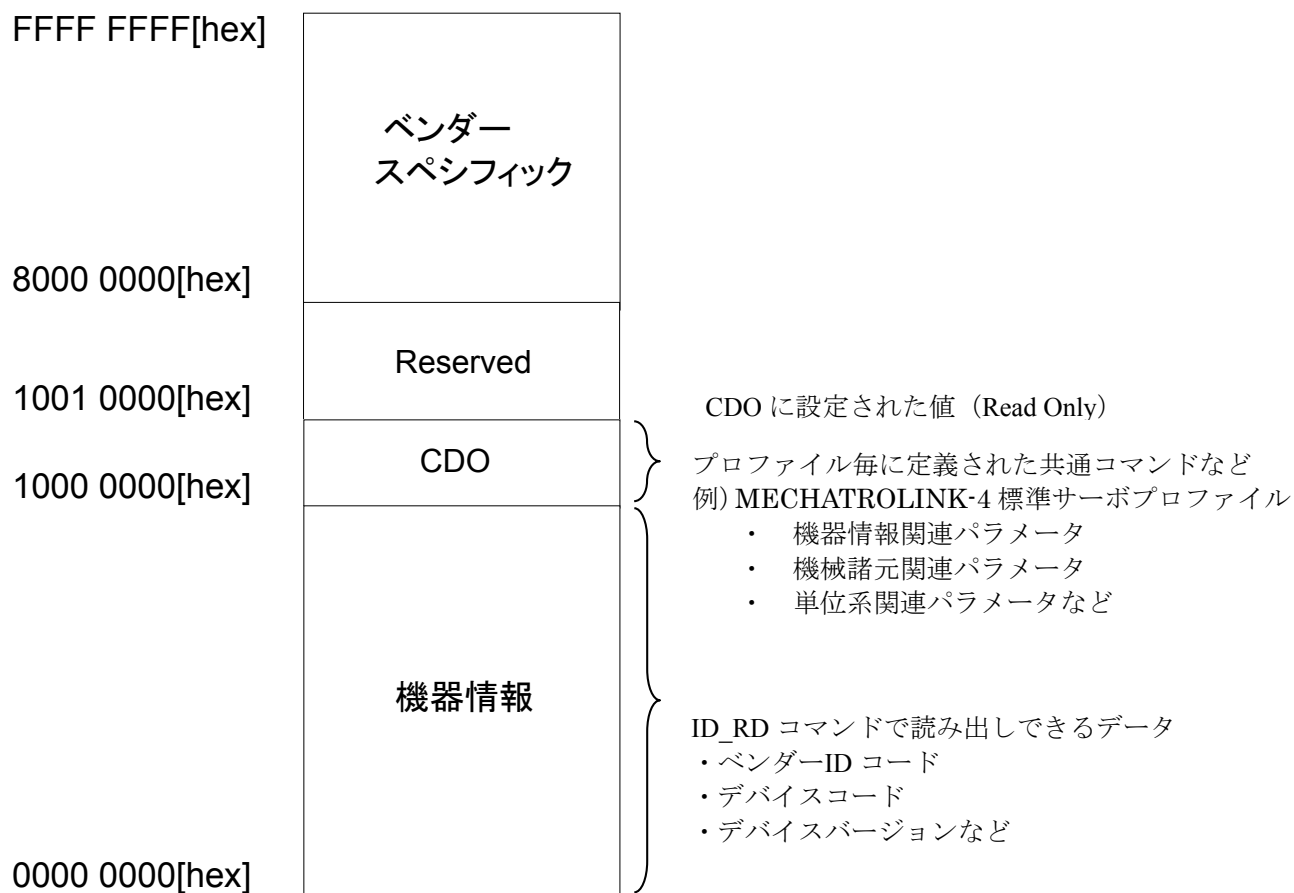 FFFF FFFF[hex]
ベンダー
スペシフィック
8000 0000[hex]
Reserved
1001 0000[hex]
CDO に設定された値（Read Only）
CDO
プロファイル毎に定義された共通コマンドなど
1000 0000[hex]
例) MECHATROLINK-4 標準サーボプロファイル
・ 機器情報関連パラメータ
・ 機械諸元関連パラメータ
・ 単位系関連パラメータなど
機器情報
ID_RD コマンドで読み出しできるデータ
・ベンダーID コード
・デバイスコード
・デバイスバージョンなど
0000 0000[hex]